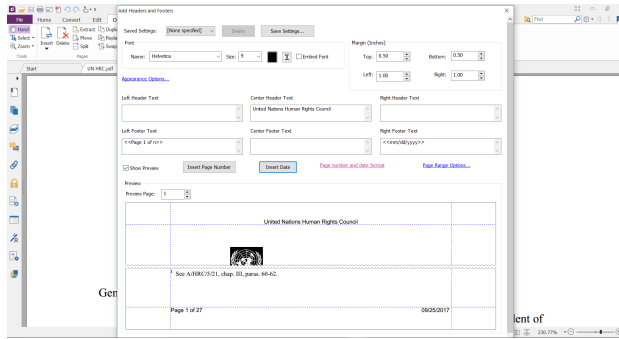 Add Headers and Footers
File Home Convert Edit
Hand
Select
Zoom
Insert Delete
Extract
Move
Split
Tools
Pages
Start
UN HRC.pdf
Find
Saved Settings: [None specified] Delete Save Settings...
Font
Name: Helvetica Size: 9 Embed Font
Margin (Inches)
Top: 0.50 Bottom: 0.50
Left: 1.00 Right: 1.00
Appearance Options...
Left Header Text Center Header Text Right Header Text
United Nations Human Rights Council
Left Footer Text Center Footer Text Right Footer Text
<<Page 1 of n>> <<mm/dd/yyyy>>
Show Preview Insert Page Number Insert Date Page number and date format Page Range Options...
Preview
Preview Page: 1
United Nations Human Rights Council
1 See A/HRC/5/21, chap. III, paras. 60-62.
Page 1 of 27 09/25/2017
Gen
lent of
230.77%